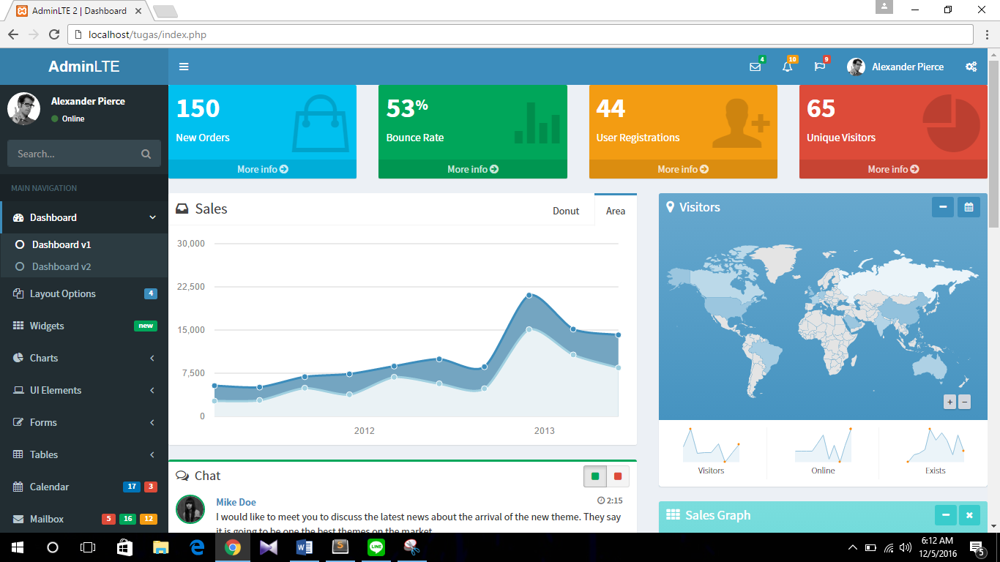 AdminLTE 2 | Dashboard
localhost/tugas/index.php
AdminLTE
4
10
9
Alexander Pierce
Alexander Pierce
Online
Search...
MAIN NAVIGATION
Dashboard
Dashboard v1
Dashboard v2
Layout Options 4
Widgets new
Charts
UI Elements
Forms
Tables
Calendar 17 3
Mailbox 5 16 12
150
New Orders
More info
53%
Bounce Rate
More info
44
User Registrations
More info
65
Unique Visitors
More info
Sales
Donut
Area
30,000
22,500
15,000
7,500
0
2012
2013
Visitors
+ −
Visitors
Online
Exists
Chat
Mike Doe
2:15
I would like to meet you to discuss the latest news about the arrival of the new theme. They say
it is going to be one the best themes on the market
Sales Graph
6:12 AM
12/5/2016
5